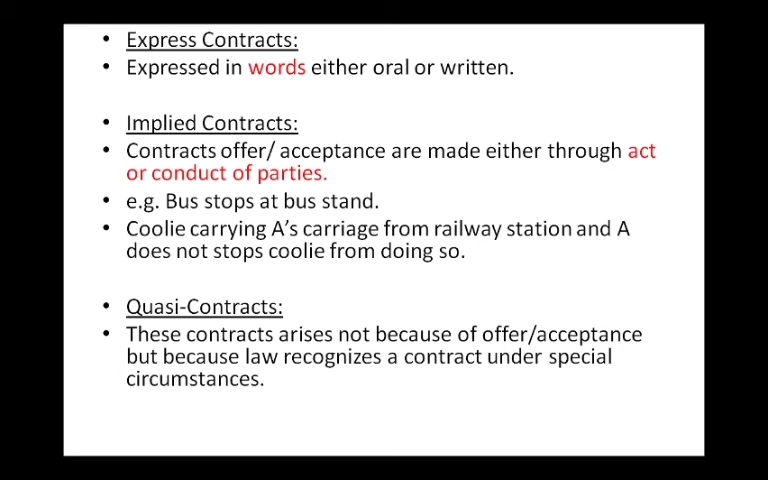 • Express Contracts:
• Expressed in words either oral or written.
• Implied Contracts:
• Contracts offer/ acceptance are made either through act
or conduct of parties.
• e.g. Bus stops at bus stand.
• Coolie carrying A's carriage from railway station and A
does not stops coolie from doing so.
• Quasi-Contracts:
• These contracts arises not because of offer/acceptance
but because law recognizes a contract under special
circumstances.